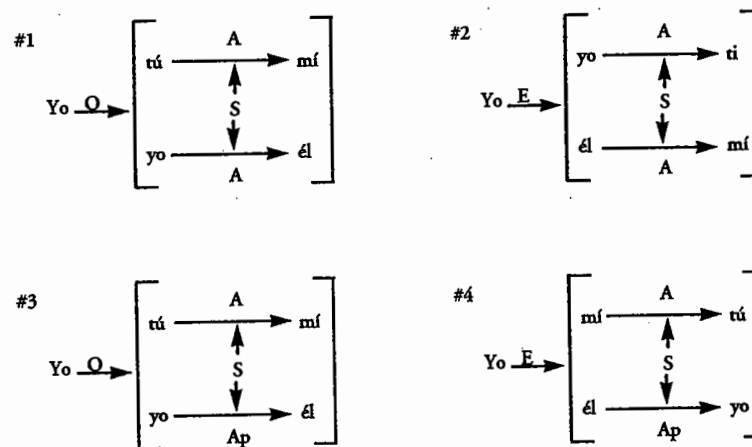 #1
A
tú mí
Yo O S
yo él
A
#2
A
yo ti
Yo E S
él mí
A
#3
A
tú mí
Yo O S
yo él
Ap
#4
A
mí tú
Yo E S
él yo
Ap